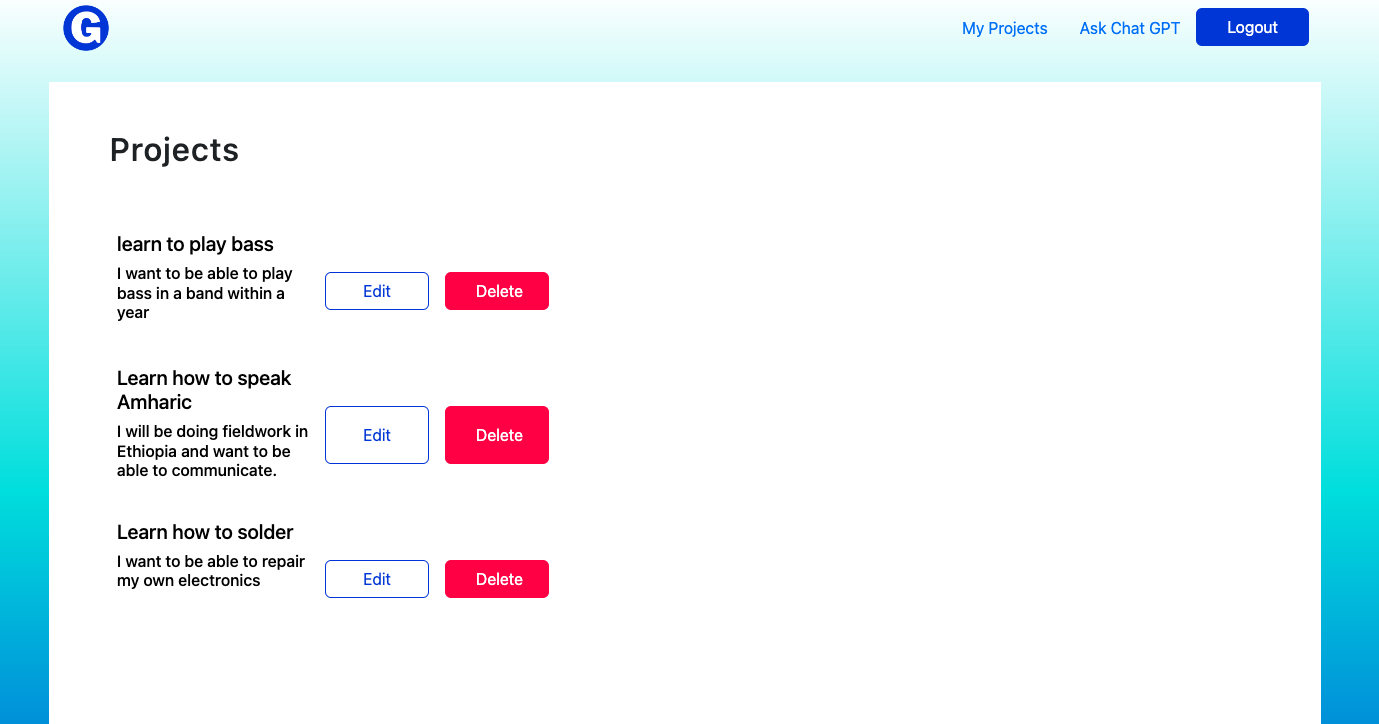 G
My Projects
Ask Chat GPT
Logout
Projects
learn to play bass
I want to be able to play
bass in a band within a
year
Edit
Delete
Learn how to speak
Amharic
I will be doing fieldwork in
Ethiopia and want to be
able to communicate.
Edit
Delete
Learn how to solder
I want to be able to repair
my own electronics
Edit
Delete